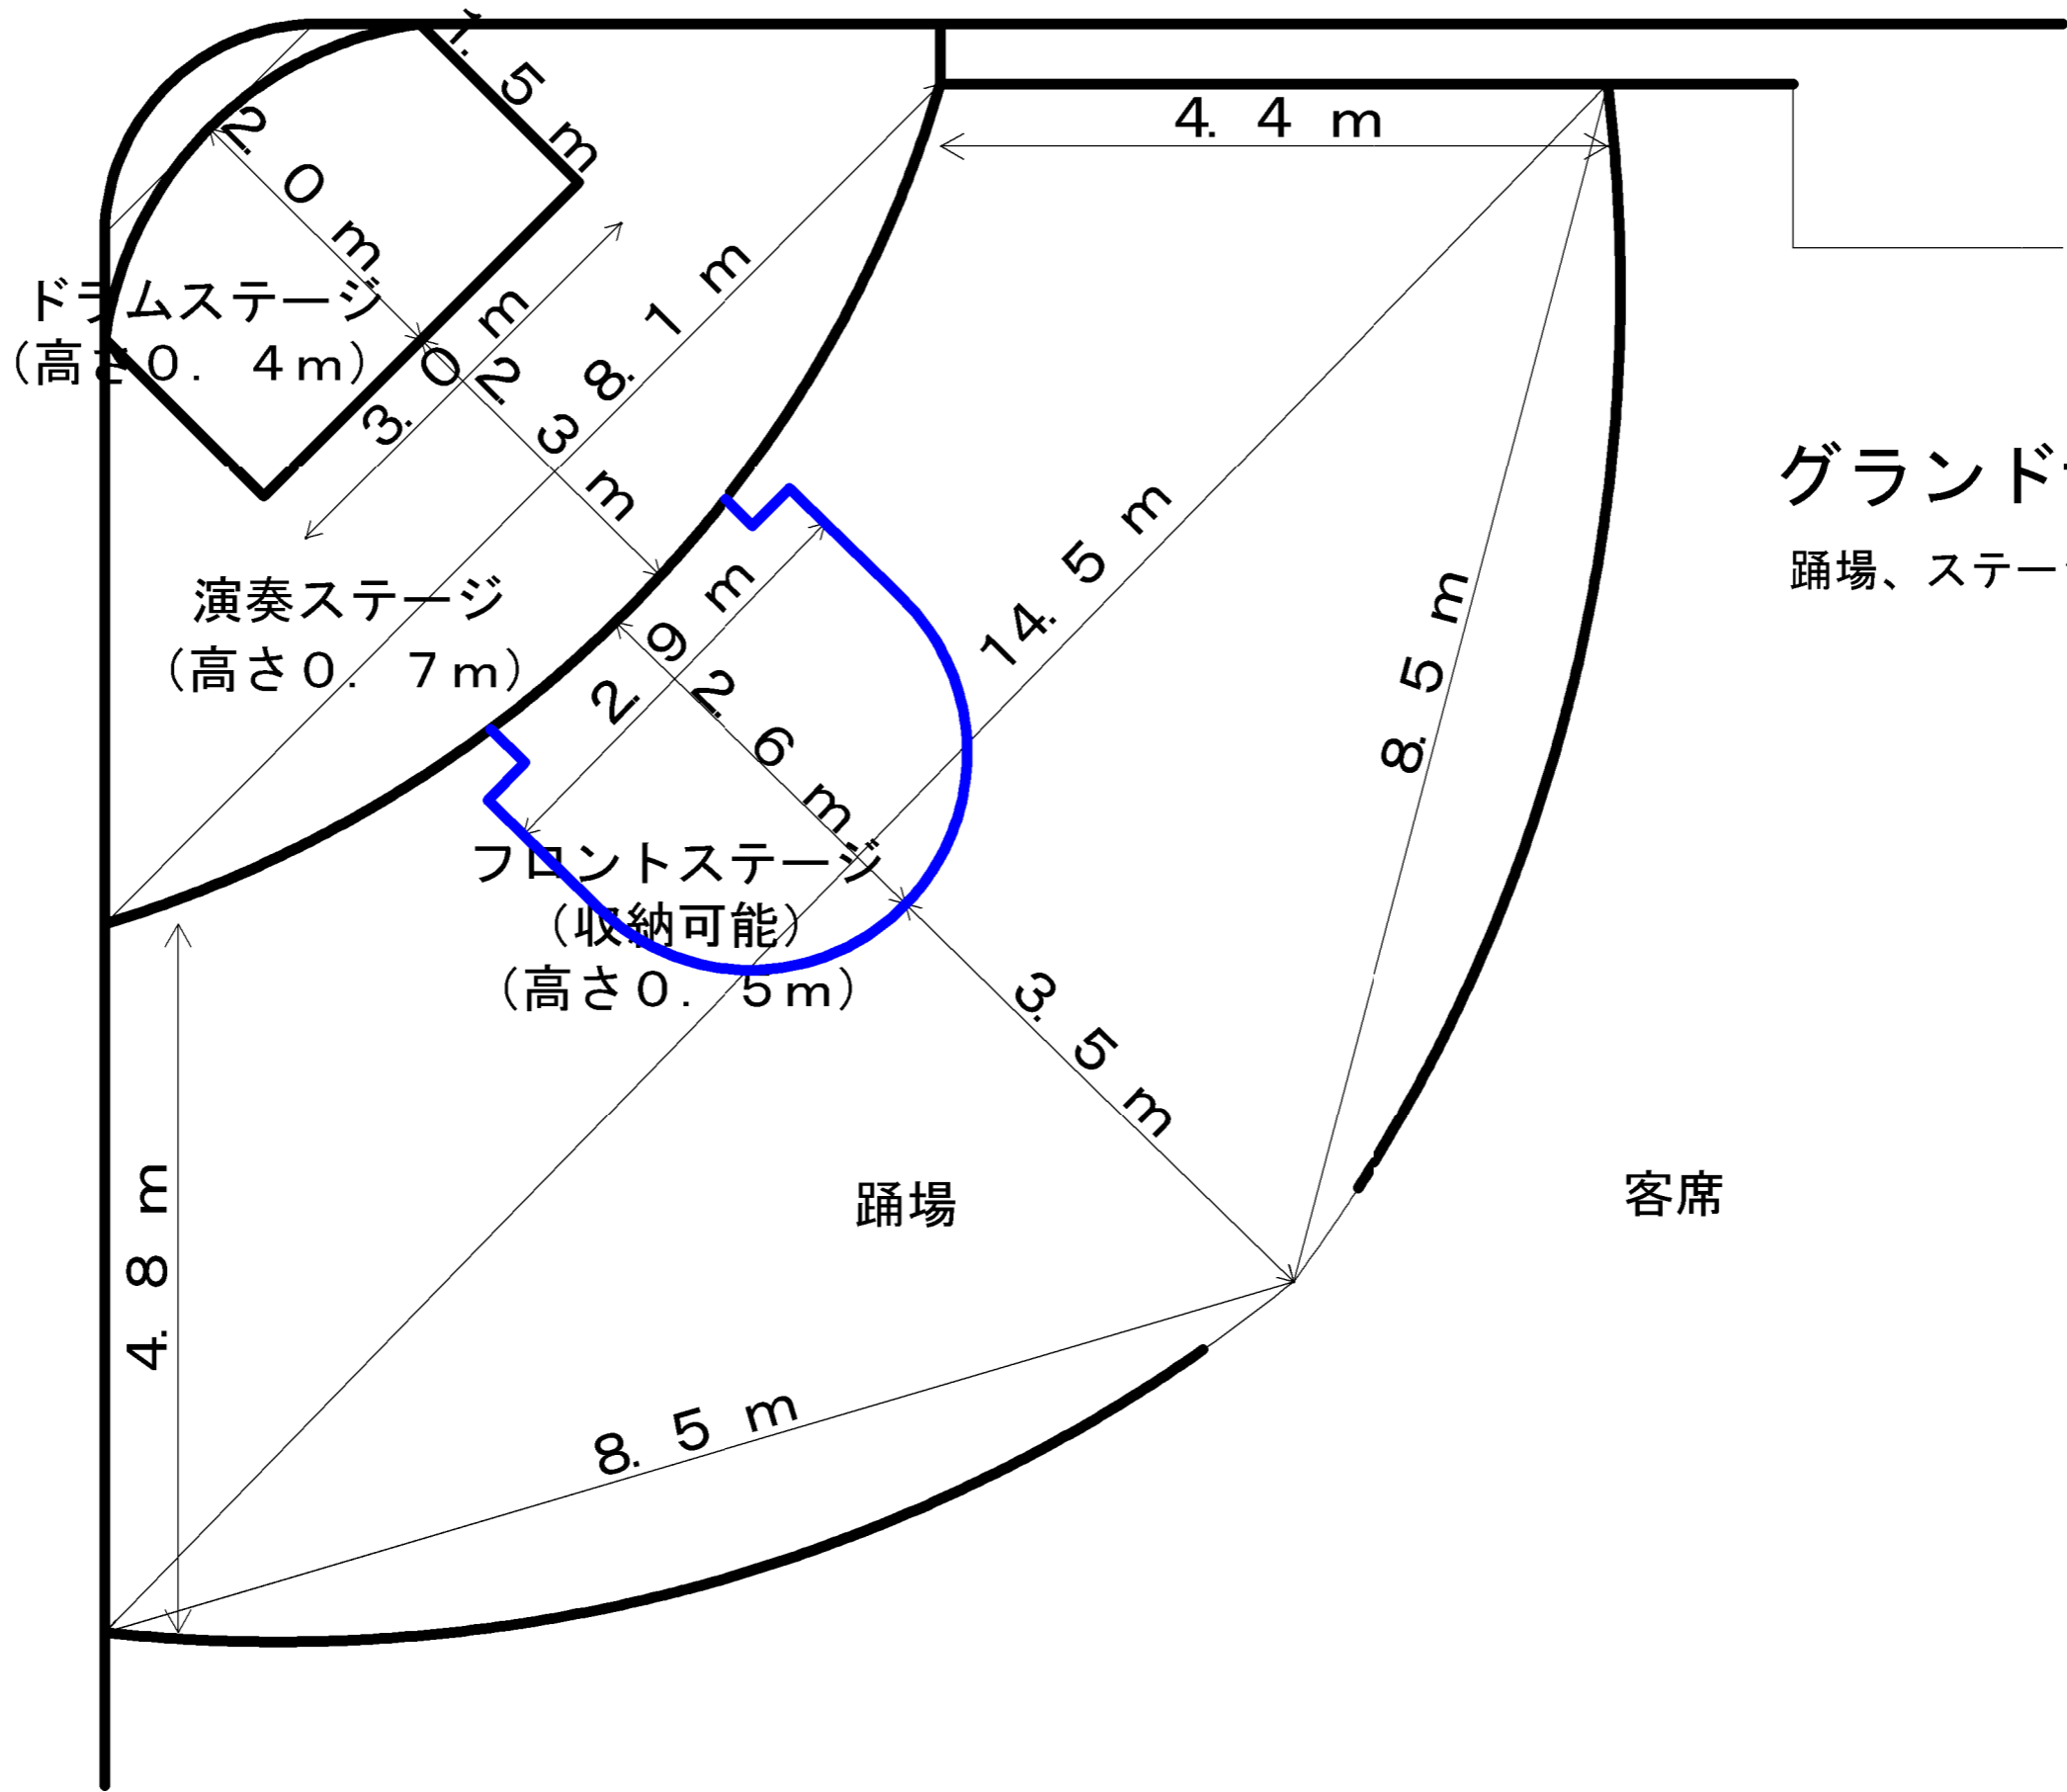 1. 5 m
2. 0 m
4. 4 m
ドラムステージ
（高さ0. 4m）
3. 0 m
2. 3 m
8. 1 m
グランド
踊場、ステー
演奏ステージ
（高さ0. 7m）
2. 9 m
2. 6 m
14. 5 m
8. 5 m
フロントステージ
（収納可能）
（高さ0. 5m）
3. 5 m
4. 8 m
踊場
客席
8. 5 m